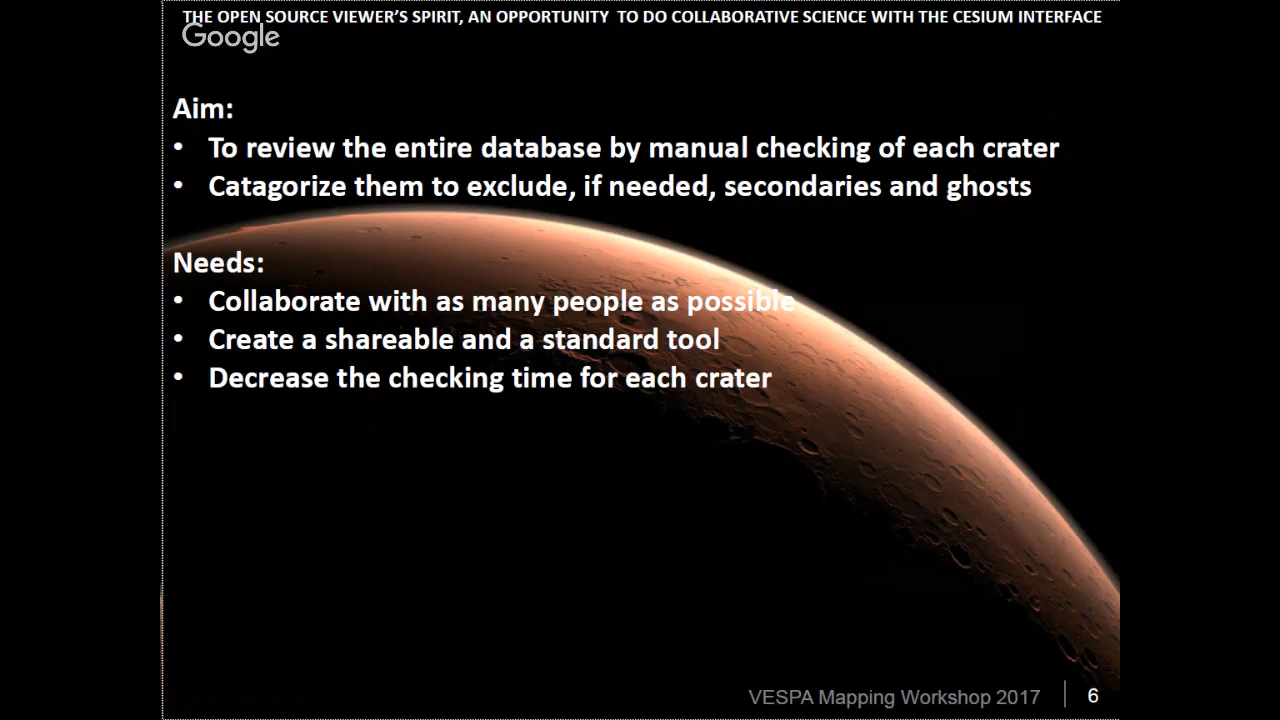 THE OPEN SOURCE VIEWER'S SPIRIT, AN OPPORTUNITY TO DO COLLABORATIVE SCIENCE WITH THE CESIUM INTERFACE
Google
Aim:
• To review the entire database by manual checking of each crater
• Catagorize them to exclude, if needed, secondaries and ghosts
Needs:
• Collaborate with as many people as possible
• Create a shareable and a standard tool
• Decrease the checking time for each crater
VESPA Mapping Workshop 2017 6